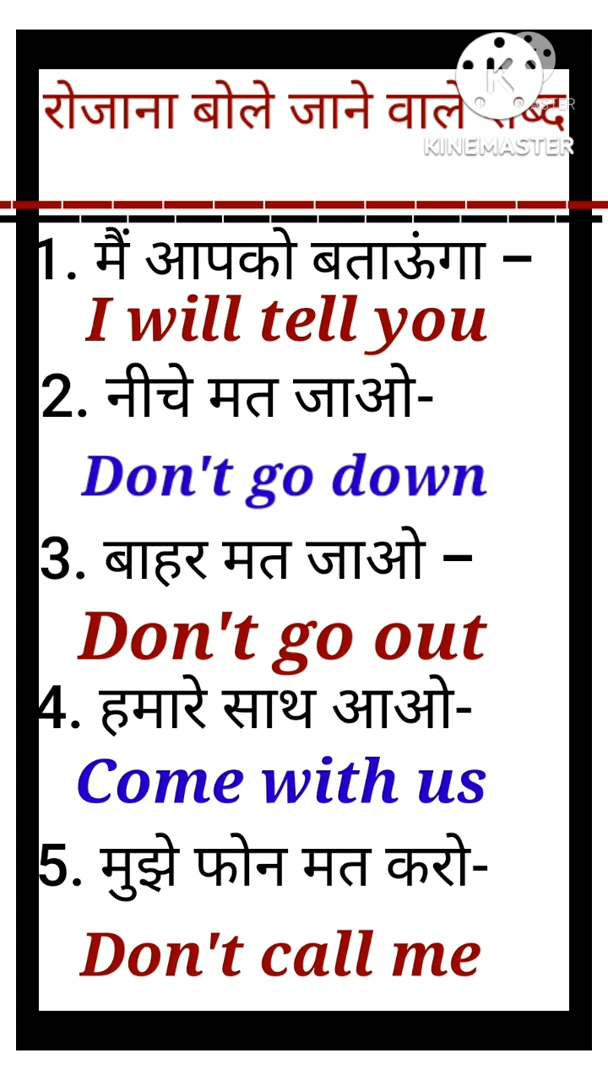 रोजाना बोले जाने वाले
KINEMASTER
1. मैं आपको बताऊंगा –
I will tell you
2. नीचे मत जाओ-
Don't go down
3. बाहर मत जाओ –
Don't go out
4. हमारे साथ आओ-
Come with us
5. मुझे फोन मत करो-
Don't call me